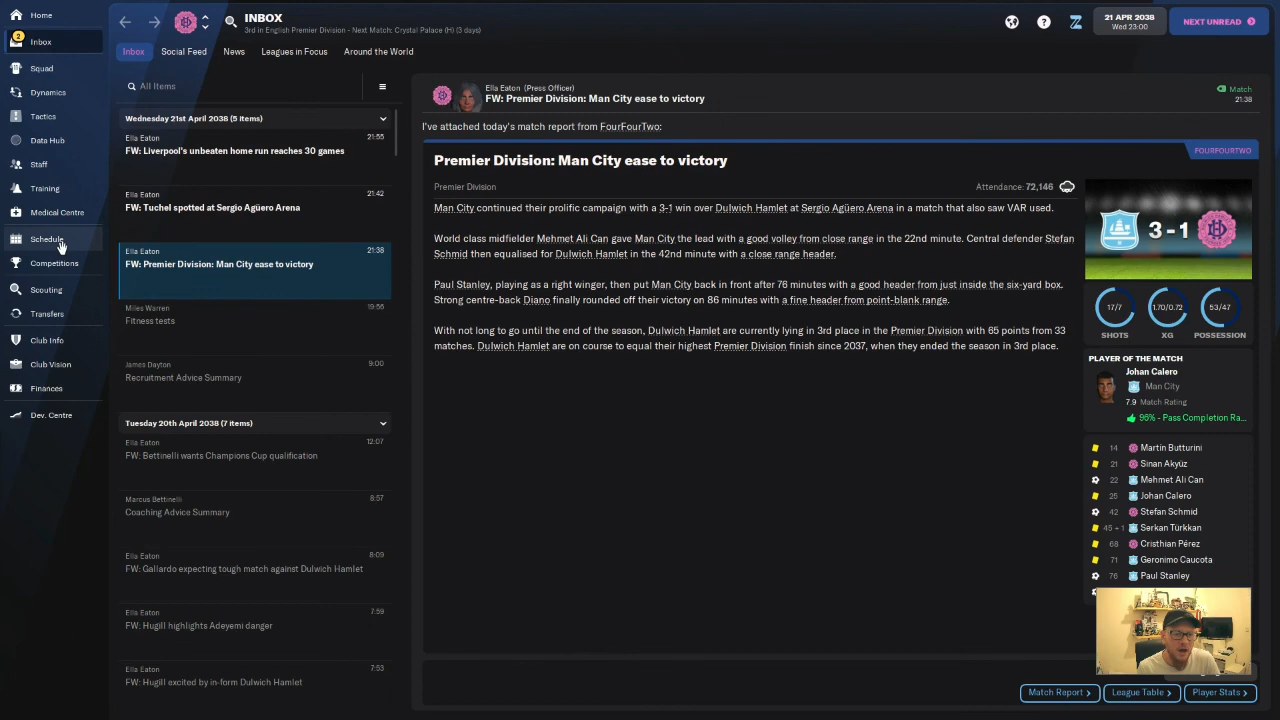 Home
INBOX
3rd in English Premier Division - Next Match: Crystal Palace (H) (3 days)
21 APR 2038
Wed 23:00
NEXT UNREAD
2
Inbox
Squad
Dynamics
Tactics
Data Hub
Staff
Training
Medical Centre
Schedule
Competitions
Scouting
Transfers
Club Info
Club Vision
Finances
Dev. Centre
Inbox
Social Feed
News
Leagues in Focus
Around the World
All Items
Wednesday 21st April 2038 (5 items)
Ella Eaton
21:55
FW: Liverpool's unbeaten home run reaches 30 games
Ella Eaton
21:42
FW: Tuchel spotted at Sergio Agüero Arena
Ella Eaton
21:38
FW: Premier Division: Man City ease to victory
Miles Warren
19:56
Fitness tests
James Dayton
9:00
Recruitment Advice Summary
Tuesday 20th April 2038 (7 items)
Ella Eaton
12:07
FW: Bettinelli wants Champions Cup qualification
Marcus Bettinelli
8:57
Coaching Advice Summary
Ella Eaton
8:09
FW: Gallardo expecting tough match against Dulwich Hamlet
Ella Eaton
7:59
FW: Hugill highlights Adeyemi danger
Ella Eaton
7:53
FW: Hugill excited by in-form Dulwich Hamlet
Ella Eaton (Press Officer)
FW: Premier Division: Man City ease to victory
Match
21:38
I've attached today's match report from FourFourTwo:
FOURFOURTWO
Premier Division: Man City ease to victory
Premier Division
Attendance: 72,146
Man City continued their prolific campaign with a 3-1 win over Dulwich Hamlet at Sergio Agüero Arena in a match that also saw VAR used.
World class midfielder Mehmet Ali Can gave Man City the lead with a good volley from close range in the 22nd minute. Central defender Stefan
Schmid then equalised for Dulwich Hamlet in the 42nd minute with a close range header.
Paul Stanley, playing as a right winger, then put Man City back in front after 76 minutes with a good header from just inside the six-yard box.
Strong centre-back Diano finally rounded off their victory on 86 minutes with a fine header from point-blank range.
With not long to go until the end of the season, Dulwich Hamlet are currently lying in 3rd place in the Premier Division with 65 points from 33
matches. Dulwich Hamlet are on course to equal their highest Premier Division finish since 2037, when they ended the season in 3rd place.
3 - 1
17/7
1.70/0.72
53/47
SHOTS
XG
POSSESSION
PLAYER OF THE MATCH
Johan Calero
Man City
7.9 Match Rating
96% - Pass Completion Ra...
14 Martín Butturini
21 Sinan Akyüz
22 Mehmet Ali Can
25 Johan Calero
42 Stefan Schmid
45 + 1 Serkan Türkkan
68 Cristhian Pérez
71 Geronimo Caucota
76 Paul Stanley
Match Report
League Table
Player Stats